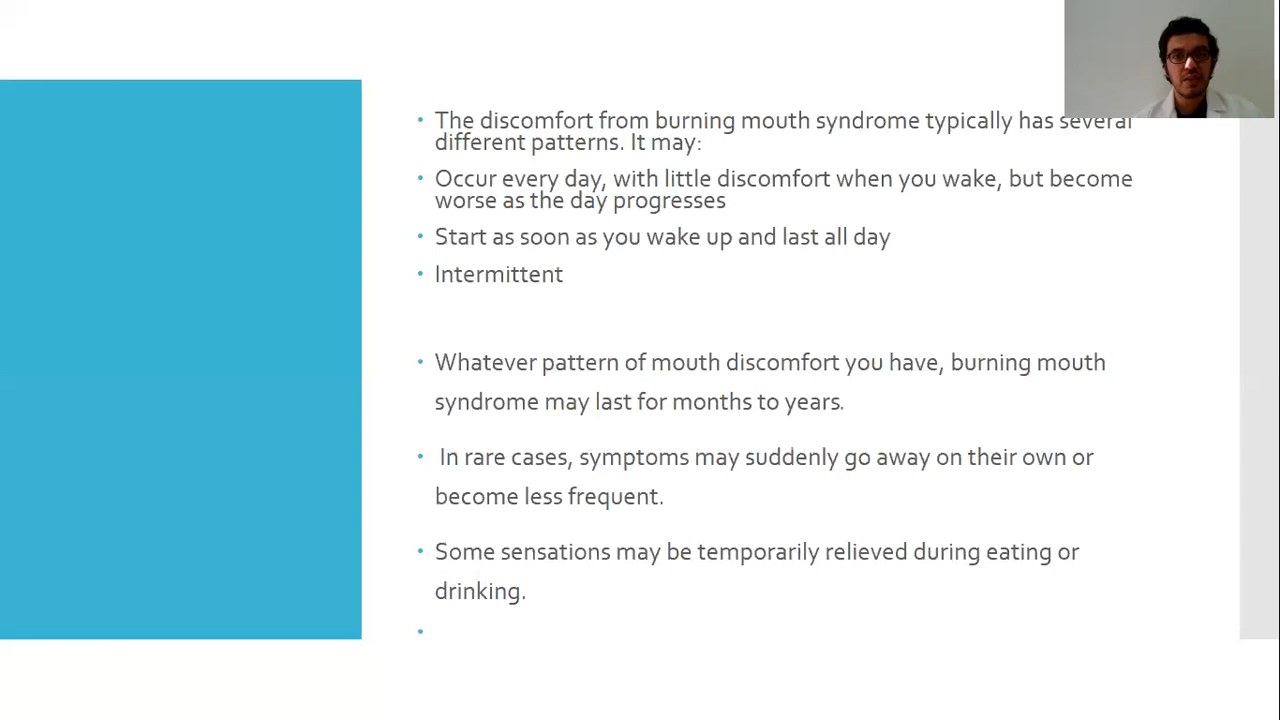 • The discomfort from burning mouth syndrome typically has several
different patterns. It may:
• Occur every day, with little discomfort when you wake, but become
worse as the day progresses
• Start as soon as you wake up and last all day
• Intermittent
• Whatever pattern of mouth discomfort you have, burning mouth
syndrome may last for months to years.
• In rare cases, symptoms may suddenly go away on their own or
become less frequent.
• Some sensations may be temporarily relieved during eating or
drinking.
•